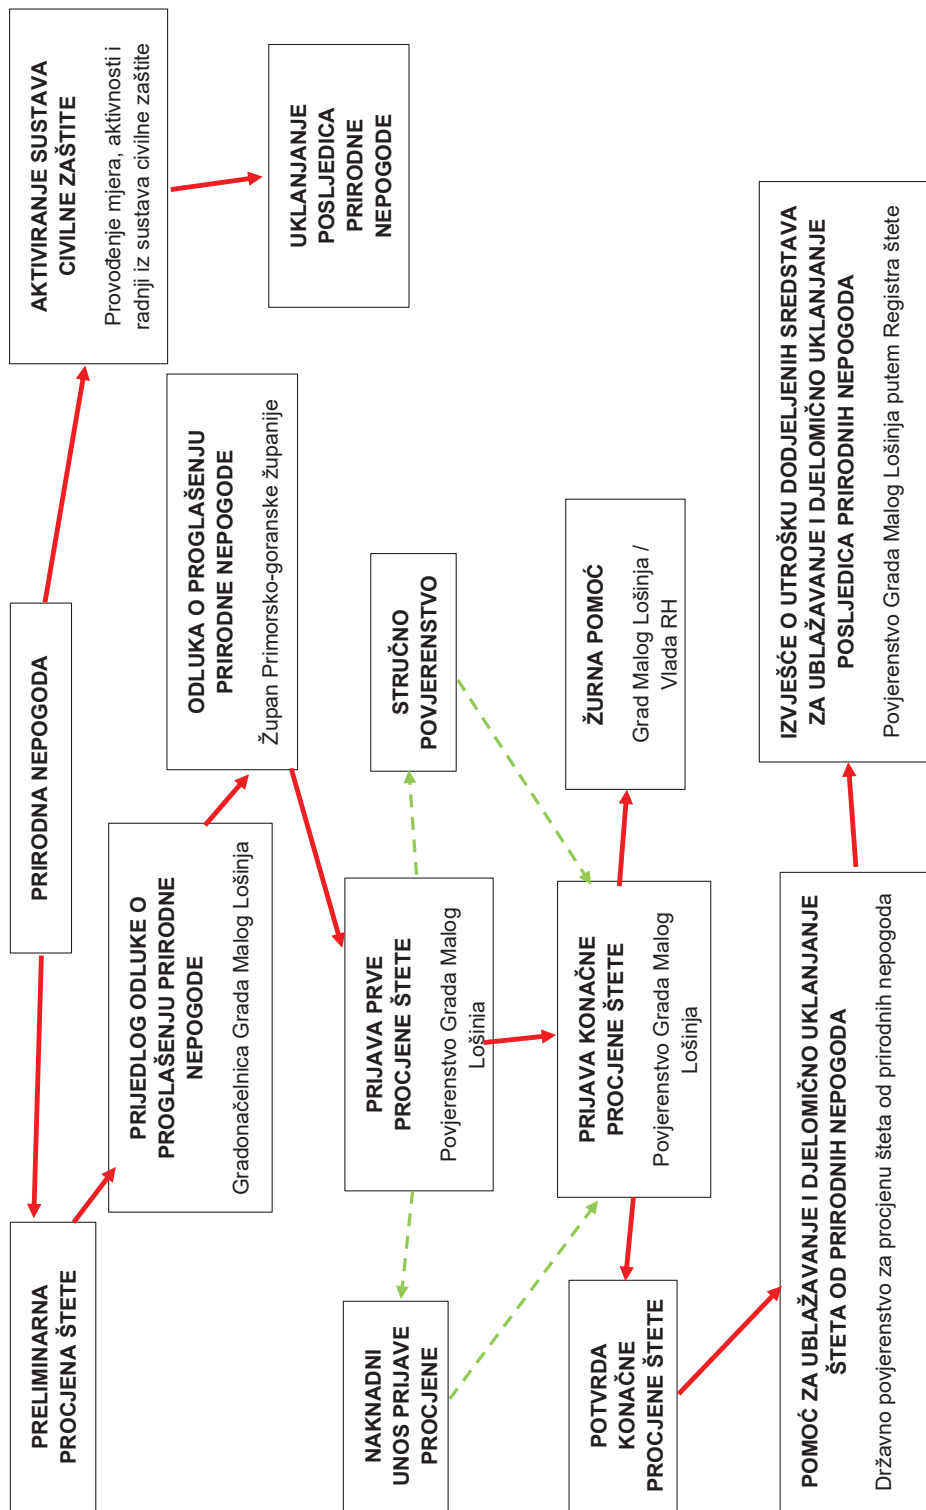 PRIRODNA NEPOGODA
PRELIMINARNA
PROCJENA ŠTETE
AKTIVIRANJE SUSTAVA
CIVILNE ZAŠTITE
Provođenje mjera, aktivnosti i
radnji iz sustava civilne zaštite
PRIJEDLOG ODLUKE O
PROGLAŠENJU PRIRODNE
NEPOGODE
Gradonačelnica Grada Malog Lošinja
ODLUKA O PROGLAŠENJU
PRIRODNE NEPOGODE
Župan Primorsko-goranske županije
UKLANJANJE
POSLJEDICA
PRIRODNE
NEPOGODE
NAKNADNI
UNOS PRIJAVE
PROCJENE
PRIJAVA PRVE
PROCJENE ŠTETE
Povjerenstvo Grada Malog
Lošinja
STRUČNO
POVJERENSTVO
POTVRDA
KONAČNE
PROCJENE ŠTETE
PRIJAVA KONAČNE
PROCJENE ŠTETE
Povjerenstvo Grada Malog
Lošinja
ŽURNA POMOĆ
Grad Malog Lošinja /
Vlada RH
POMOĆ ZA UBLAŽAVANJE I DJELOMIČNO UKLANJANJE
ŠTETA OD PRIRODNIH NEPOGODA
Državno povjerenstvo za procjenu šteta od prirodnih nepogoda
IZVJEŠĆE O UTROŠKU DODJELJENIH SREDSTAVA
ZA UBLAŽAVANJE I DJELOMIČNO UKLANJANJE
POSLJEDICA PRIRODNIH NEPOGODA
Povjerenstvo Grada Malog Lošinja putem Registra štete